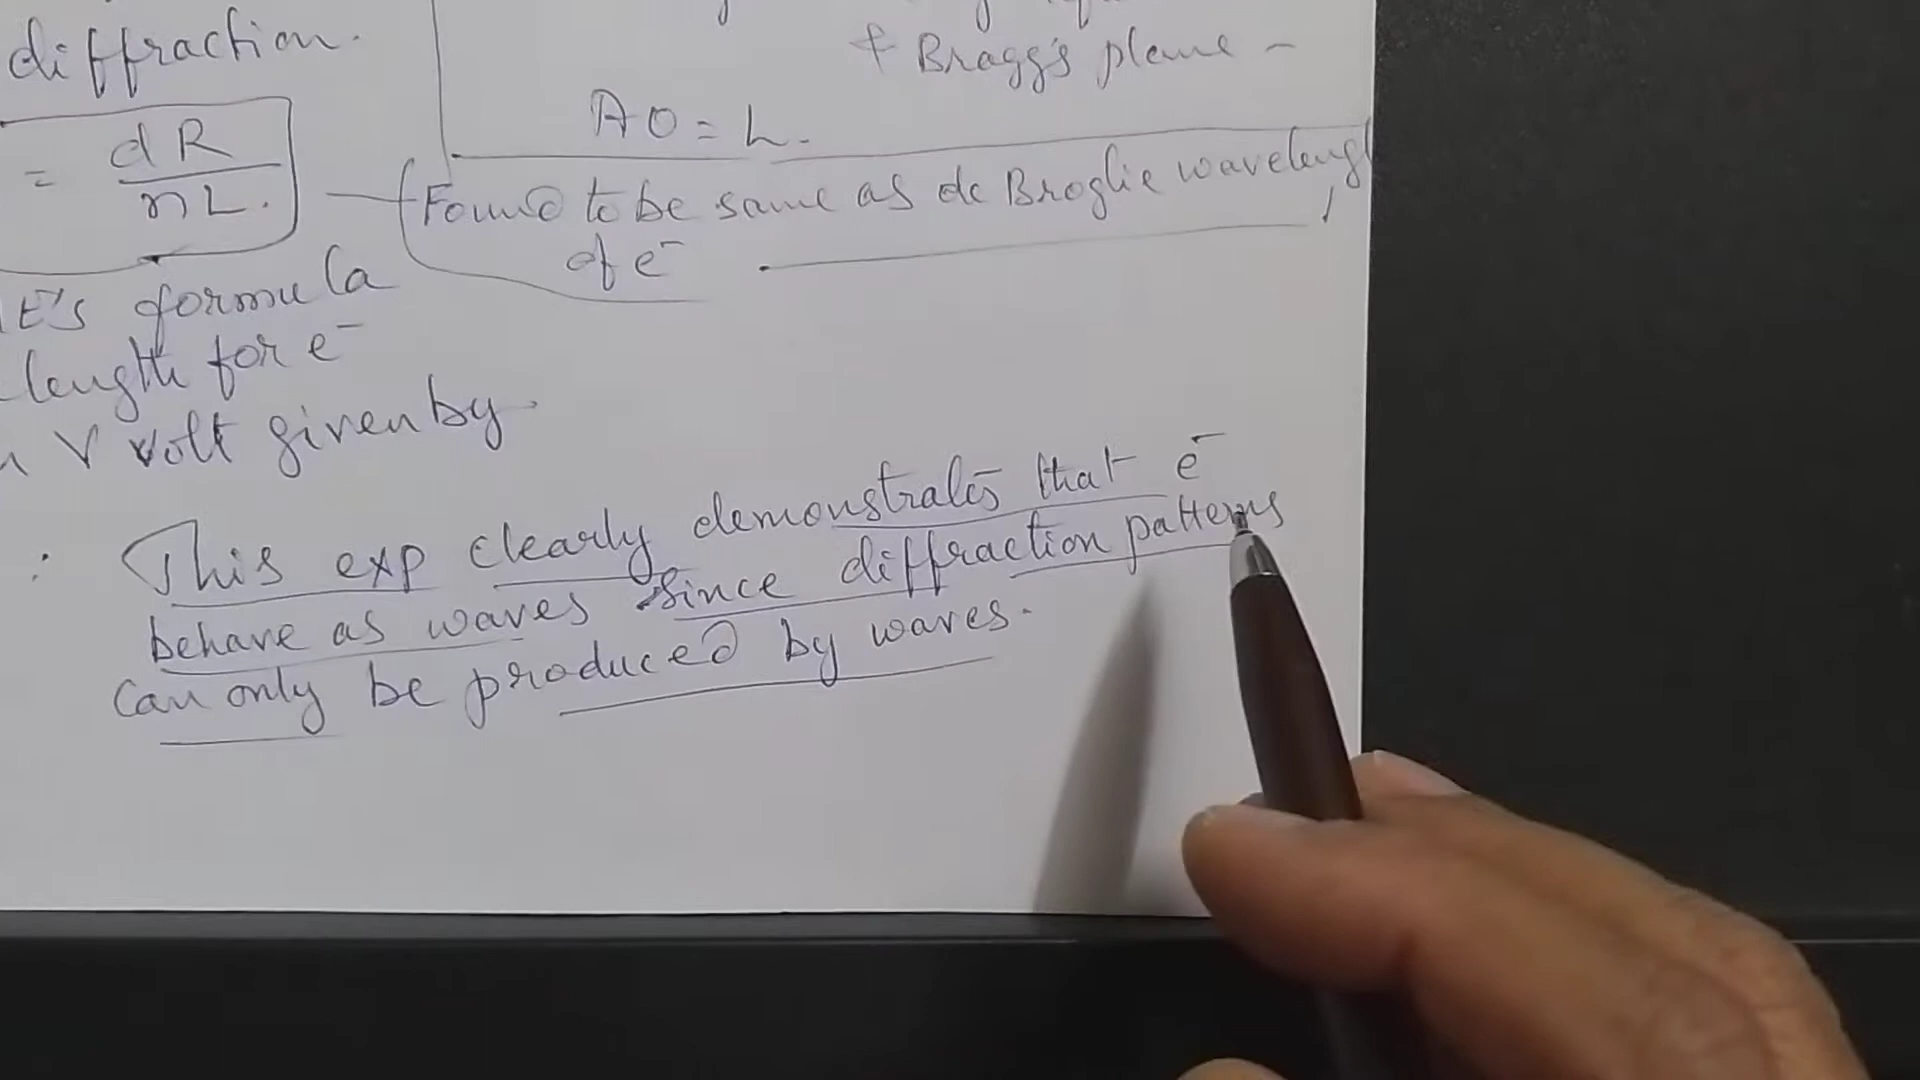 diffraction.
+ Bragg's plane -
AO = L.
= dR / nL.
Found to be same as de Broglie waveleng
of e⁻
E's formula
length for e⁻
V volt given by
: This exp clearly demonstrates that e⁻
behave as waves since diffraction patterns
can only be produced by waves.